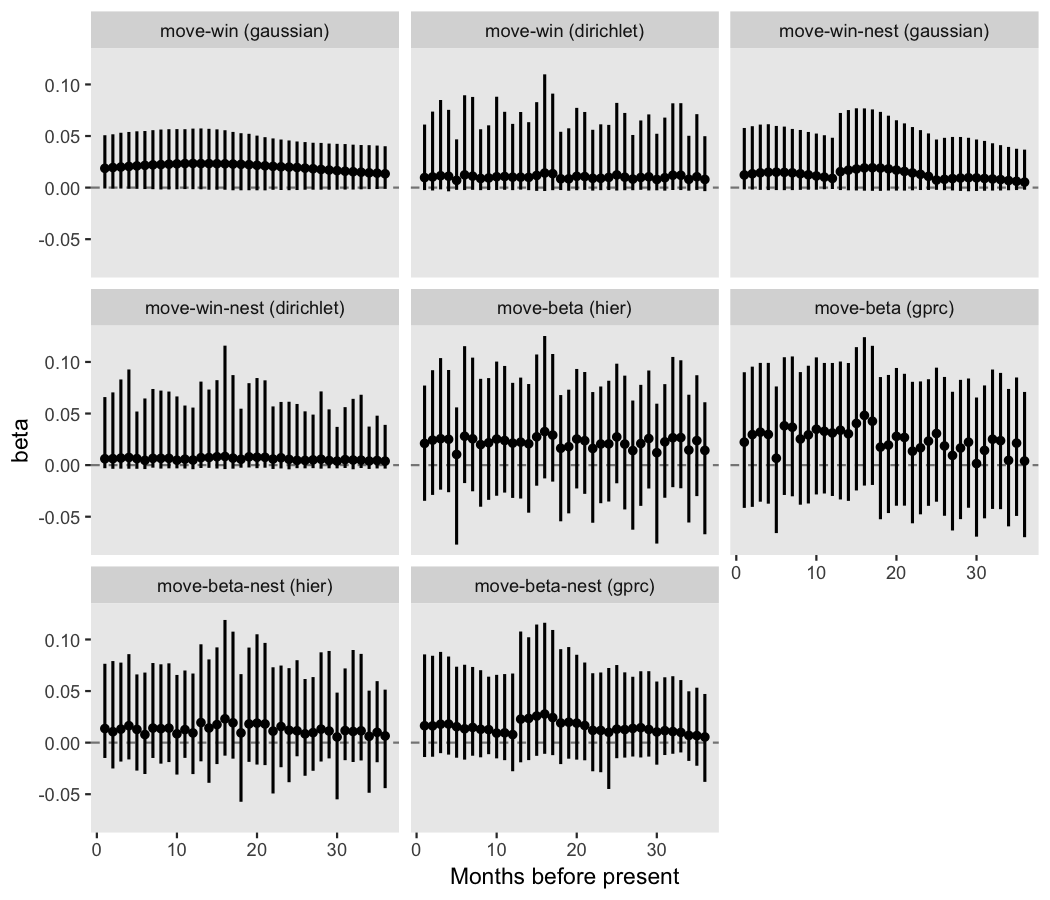 move-win (gaussian)
move-win (dirichlet)
move-win-nest (gaussian)
0.10
0.05
0.00
-0.05
move-win-nest (dirichlet)
move-beta (hier)
move-beta (gprc)
0.10
0.05
0.00
-0.05
beta
0 10 20 30
move-beta-nest (hier)
move-beta-nest (gprc)
0.10
0.05
0.00
-0.05
0 10 20 30
0 10 20 30
Months before present